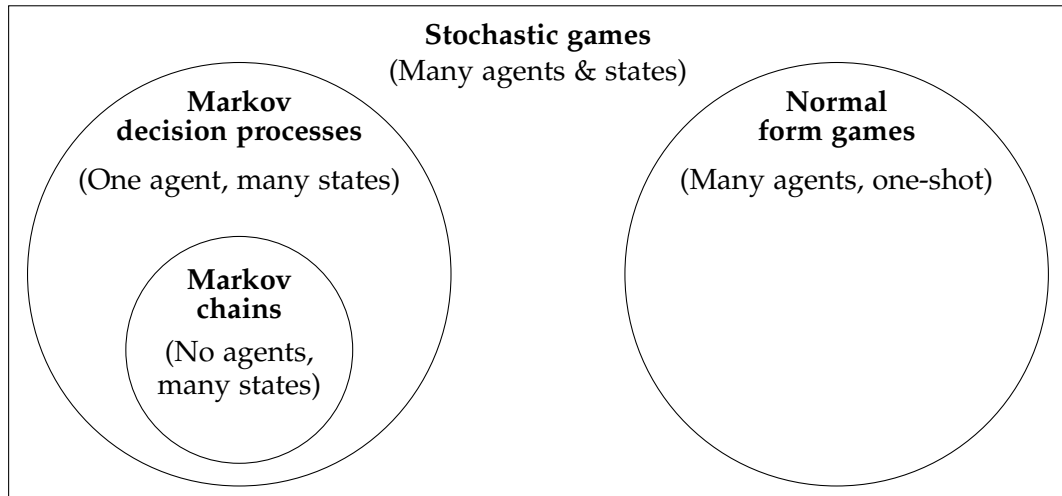 Stochastic games
(Many agents & states)
Markov
decision processes
(One agent, many states)
Markov
chains
(No agents,
many states)
Normal
form games
(Many agents, one-shot)